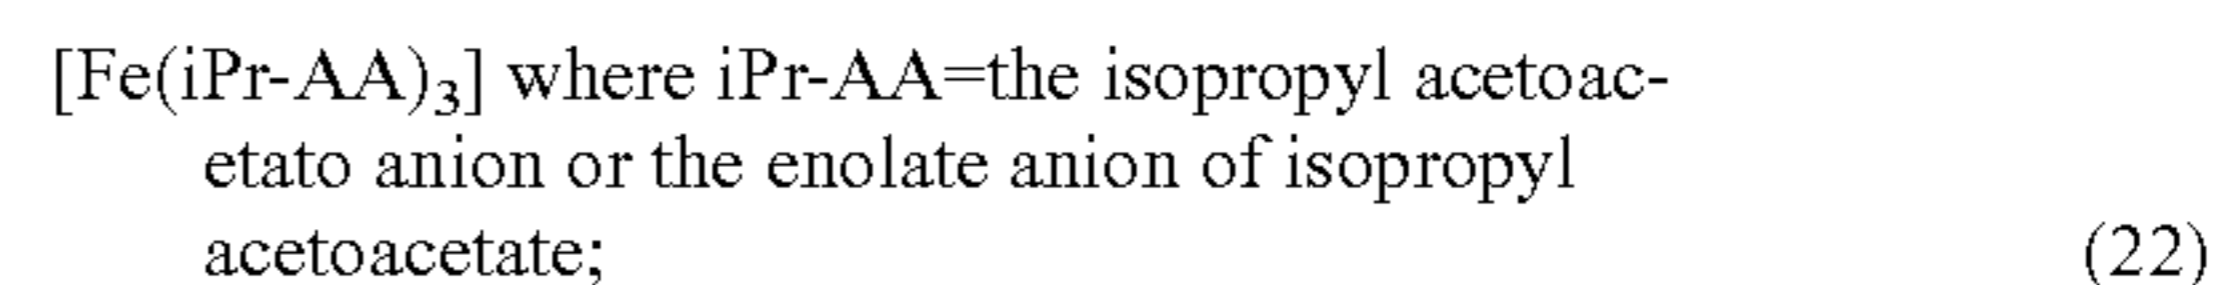 [Fe(iPr-AA)₃] where iPr-AA=the isopropyl acetoac-
etato anion or the enolate anion of isopropyl
acetoacetate; (22)